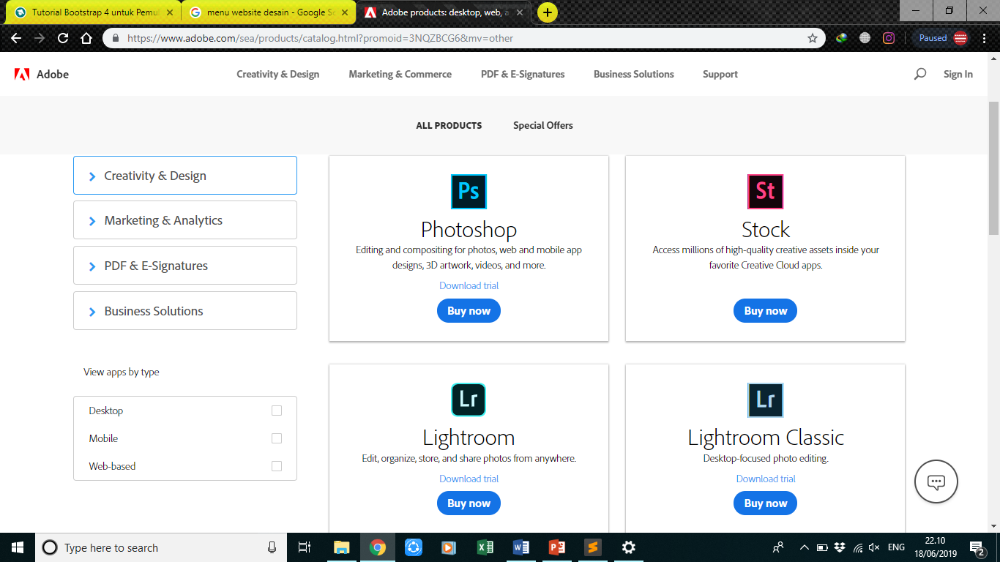 Tutorial Bootstrap 4 untuk Pemul
menu website desain - Google Se
Adobe products: desktop, web, a
https://www.adobe.com/sea/products/catalog.html?promoid=3NQZBCG6&mv=other
Paused
Adobe
Creativity & Design
Marketing & Commerce
PDF & E-Signatures
Business Solutions
Support
Sign In
ALL PRODUCTS
Special Offers
Creativity & Design
Marketing & Analytics
PDF & E-Signatures
Business Solutions
View apps by type
Desktop
Mobile
Web-based
Ps
Photoshop
Editing and compositing for photos, web and mobile app
designs, 3D artwork, videos, and more.
Download trial
Buy now
St
Stock
Access millions of high-quality creative assets inside your
favorite Creative Cloud apps.
Buy now
Lr
Lightroom
Edit, organize, store, and share photos from anywhere.
Download trial
Buy now
Lr
Lightroom Classic
Desktop-focused photo editing.
Download trial
Buy now
Type here to search
ENG
22.10
18/06/2019
2